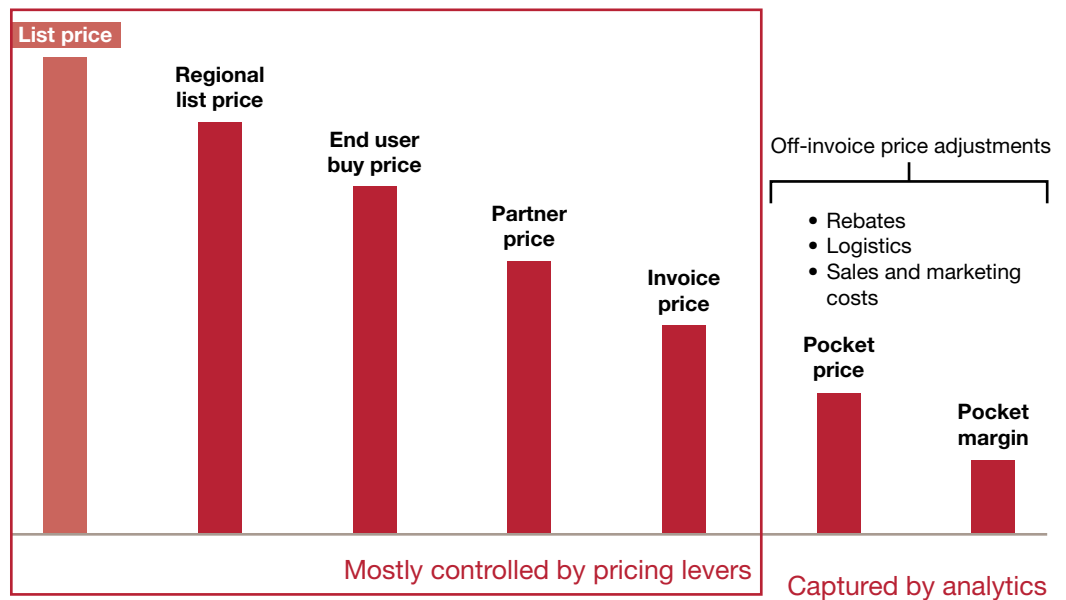 List price
Regional
list price
End user
buy price
Partner
price
Invoice
price
Off-invoice price adjustments
• Rebates
• Logistics
• Sales and marketing
costs
Pocket
price
Pocket
margin
Mostly controlled by pricing levers
Captured by analytics